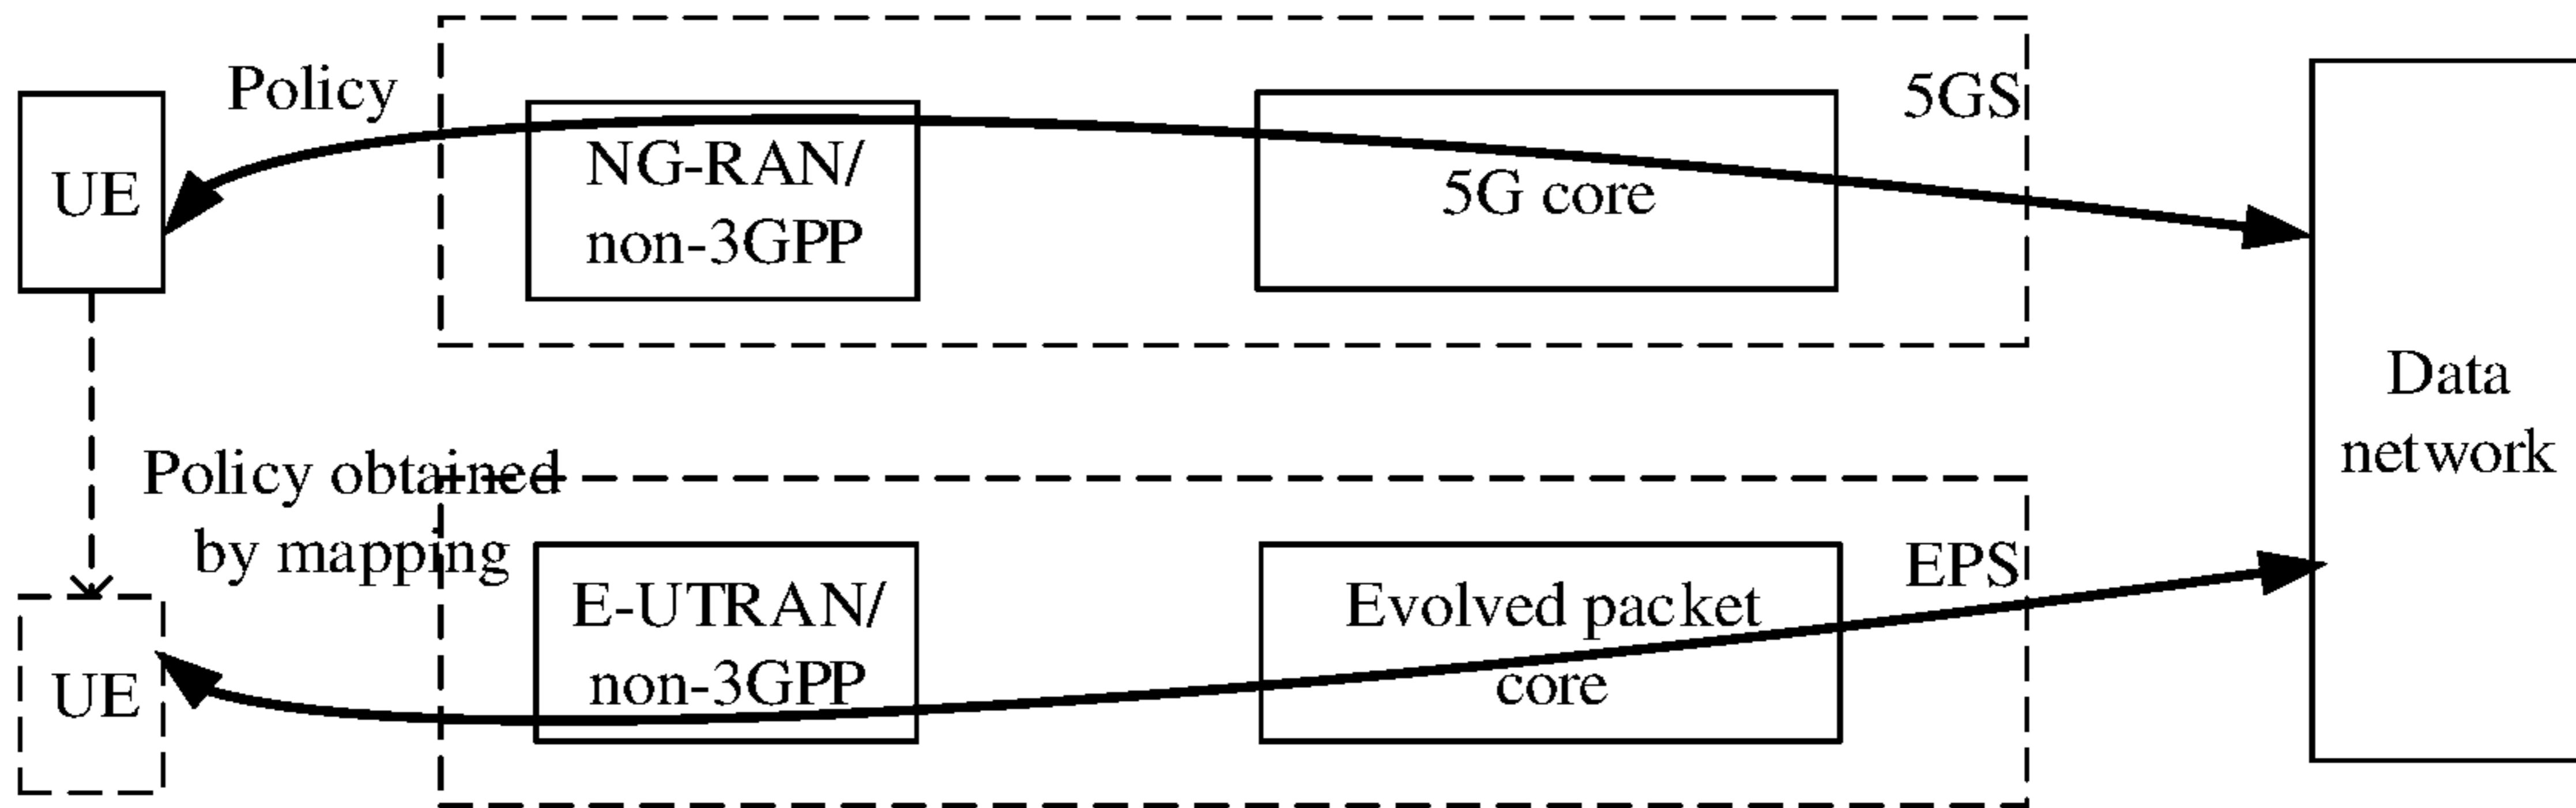 Policy
5GS
UE
NG-RAN/
non-3GPP
5G core
Data
network
Policy obtained
by mapping
EPS
UE
E-UTRAN/
non-3GPP
Evolved packet
core